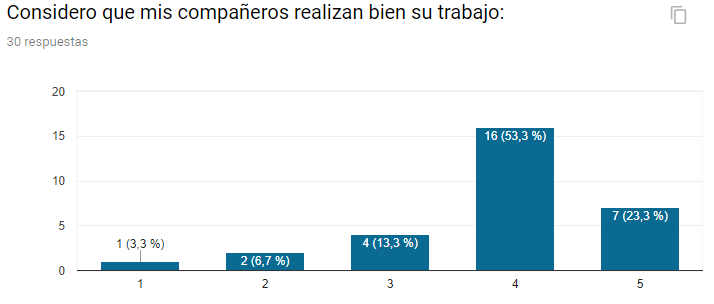 Considero que mis compañeros realizan bien su trabajo:
30 respuestas
20
15
10
5
0
1 (3,3 %)
2 (6,7 %)
4 (13,3 %)
16 (53,3 %)
7 (23,3 %)
1 2 3 4 5